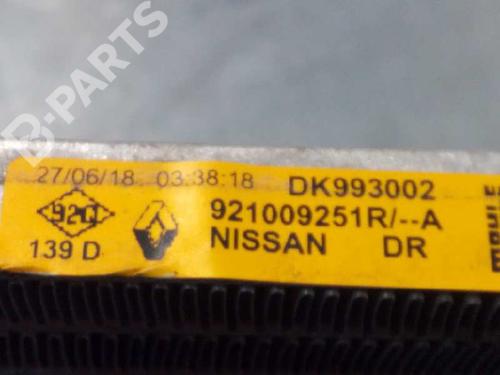 B-PARTS
27/06/18 03:38:18 DK993002
921009251R/--A
139 D NISSAN DR